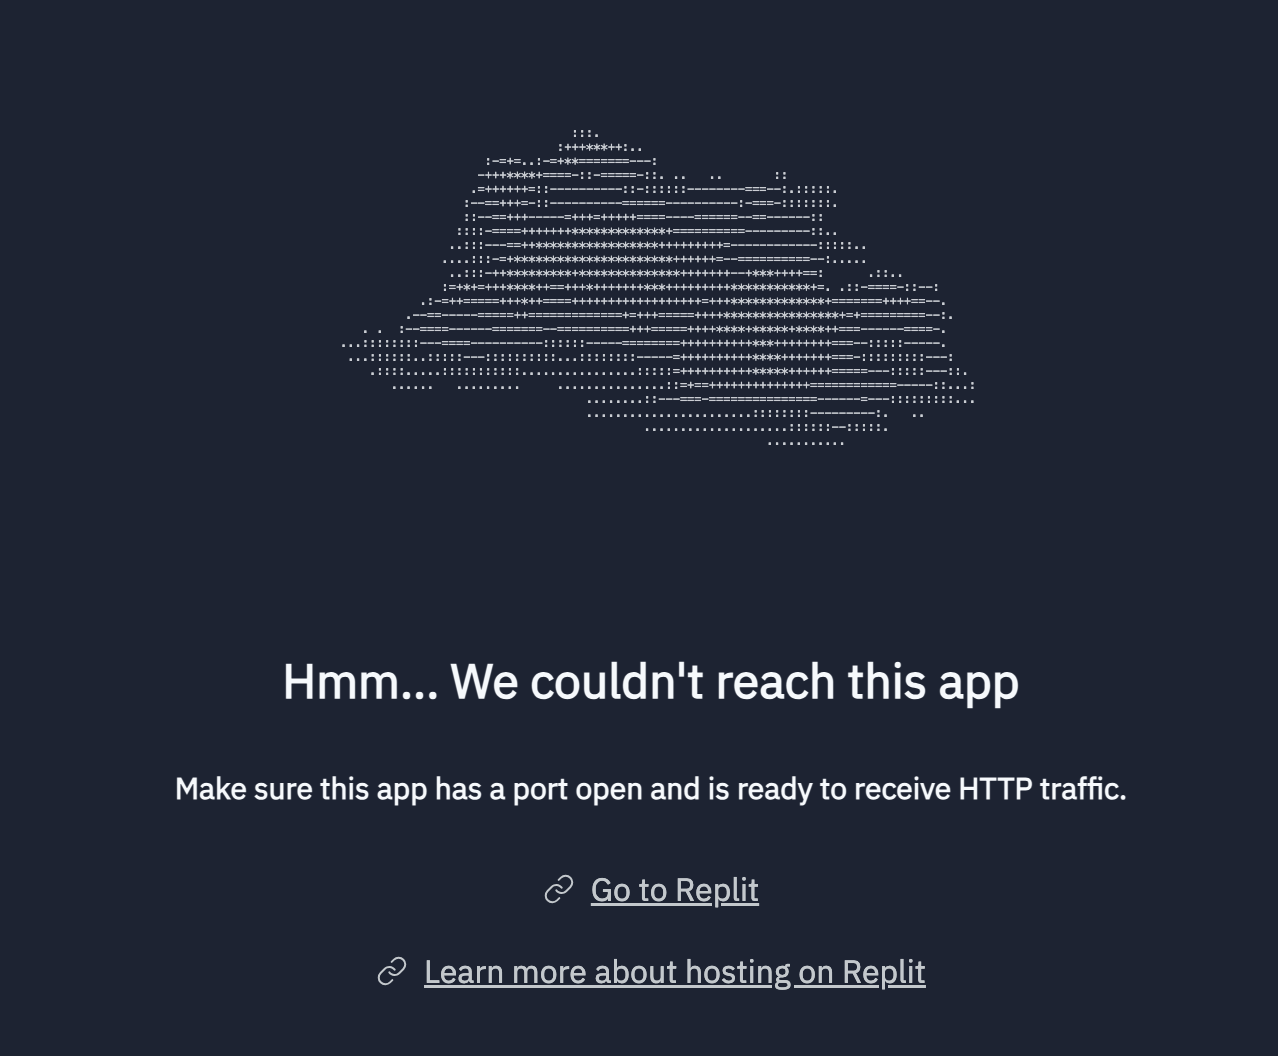 Hmm... We couldn't reach this app
Make sure this app has a port open and is ready to receive HTTP traffic.
Go to Replit
Learn more about hosting on Replit